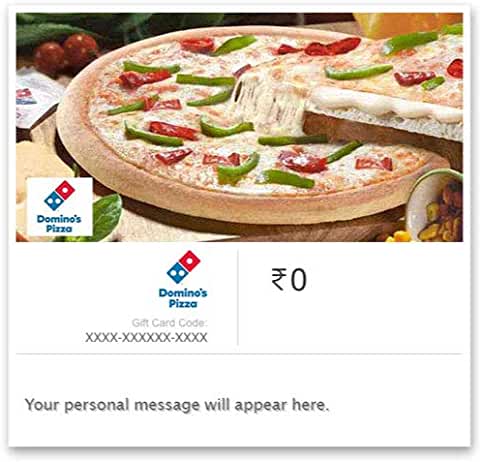 Domino's
Pizza
Domino's
Pizza
₹0
Gift Card Code:
XXXX-XXXXXX-XXXX
Your personal message will appear here.